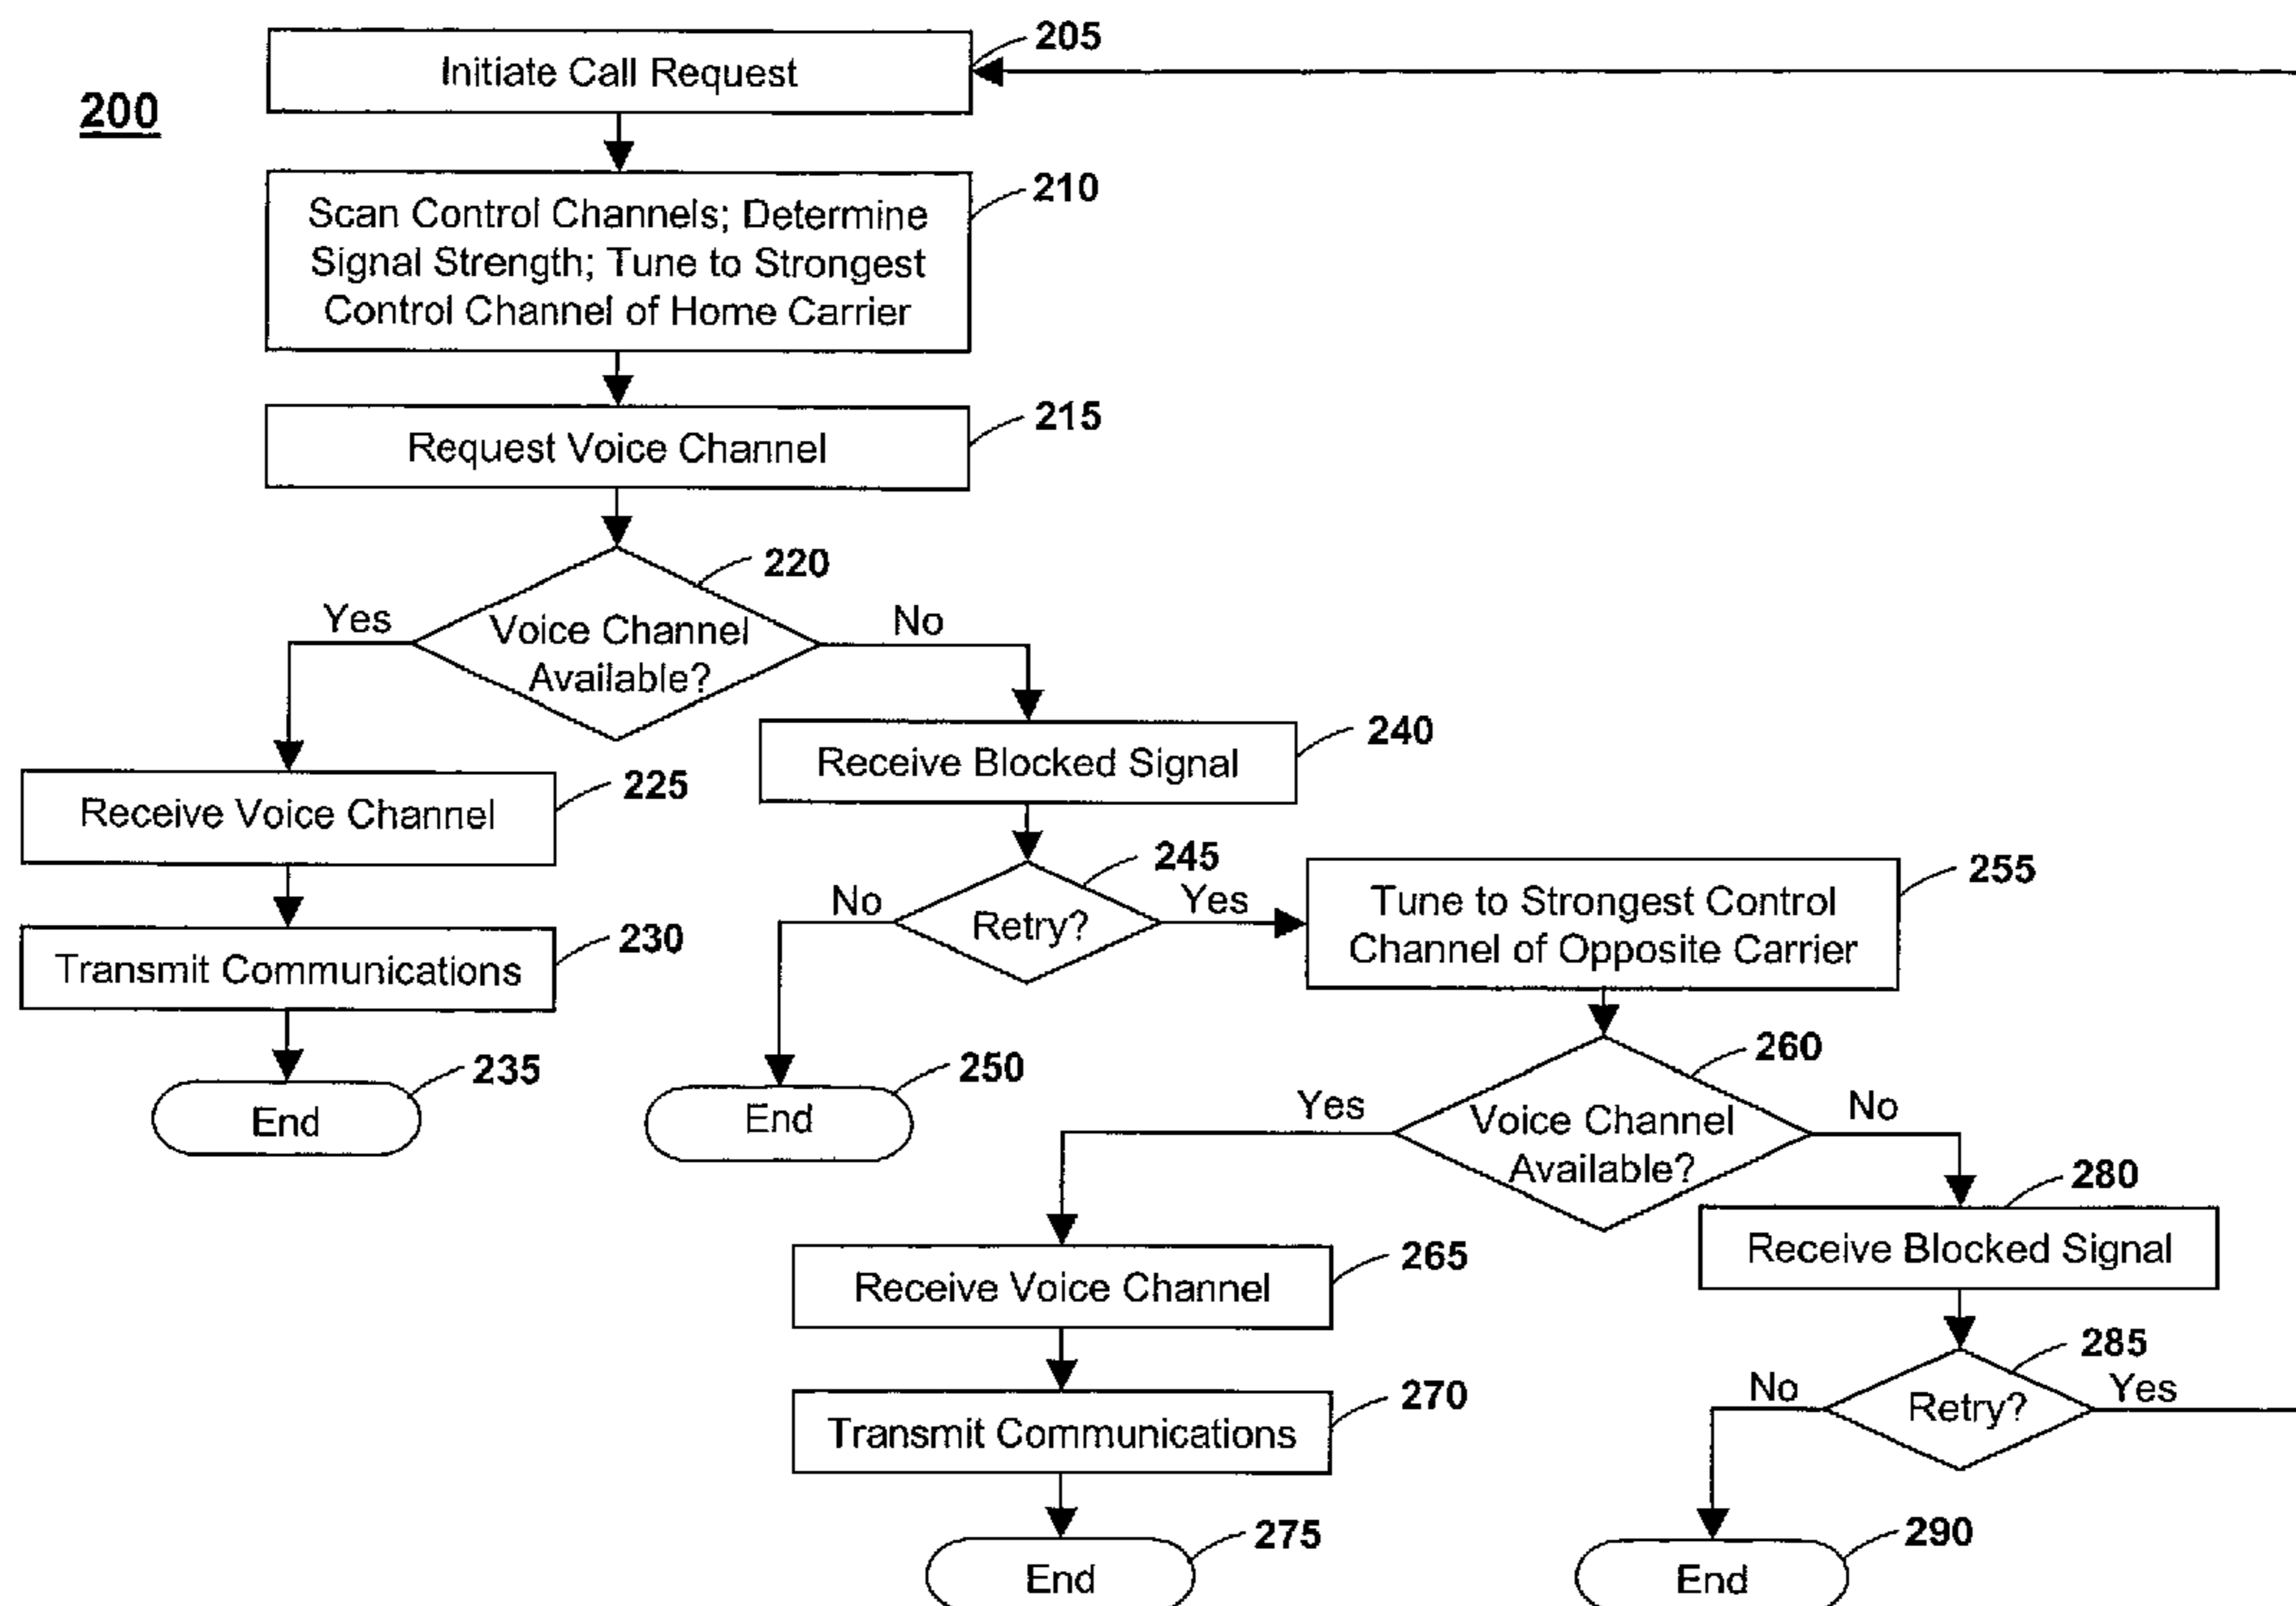 200
Initiate Call Request
205
Scan Control Channels; Determine
Signal Strength; Tune to Strongest
Control Channel of Home Carrier
210
Request Voice Channel
215
Voice Channel
Available?
220
Yes
No
Receive Voice Channel
225
Transmit Communications
230
End
235
Receive Blocked Signal
240
Retry?
245
No
Yes
End
250
Tune to Strongest Control
Channel of Opposite Carrier
255
Voice Channel
Available?
260
Yes
No
Receive Voice Channel
265
Transmit Communications
270
End
275
Receive Blocked Signal
280
Retry?
285
No
Yes
End
290